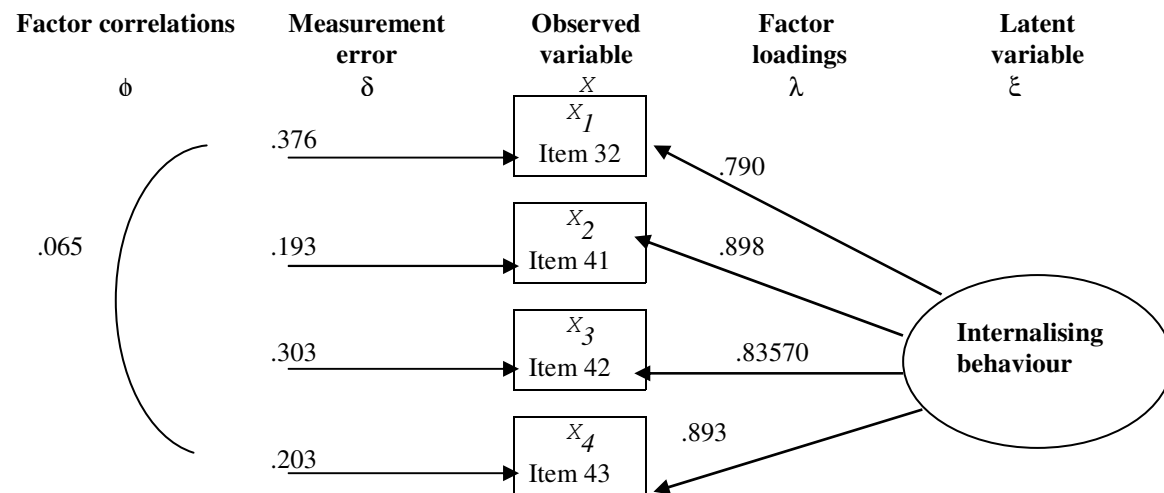 Factor correlations
Measurement
error
Observed
variable
Factor
loadings
Latent
variable
ϕ
δ
X
λ
ξ
.376
X1
Item 32
.790
.065
.193
X2
Item 41
.898
.303
X3
Item 42
.83570
Internalising
behaviour
.203
X4
Item 43
.893